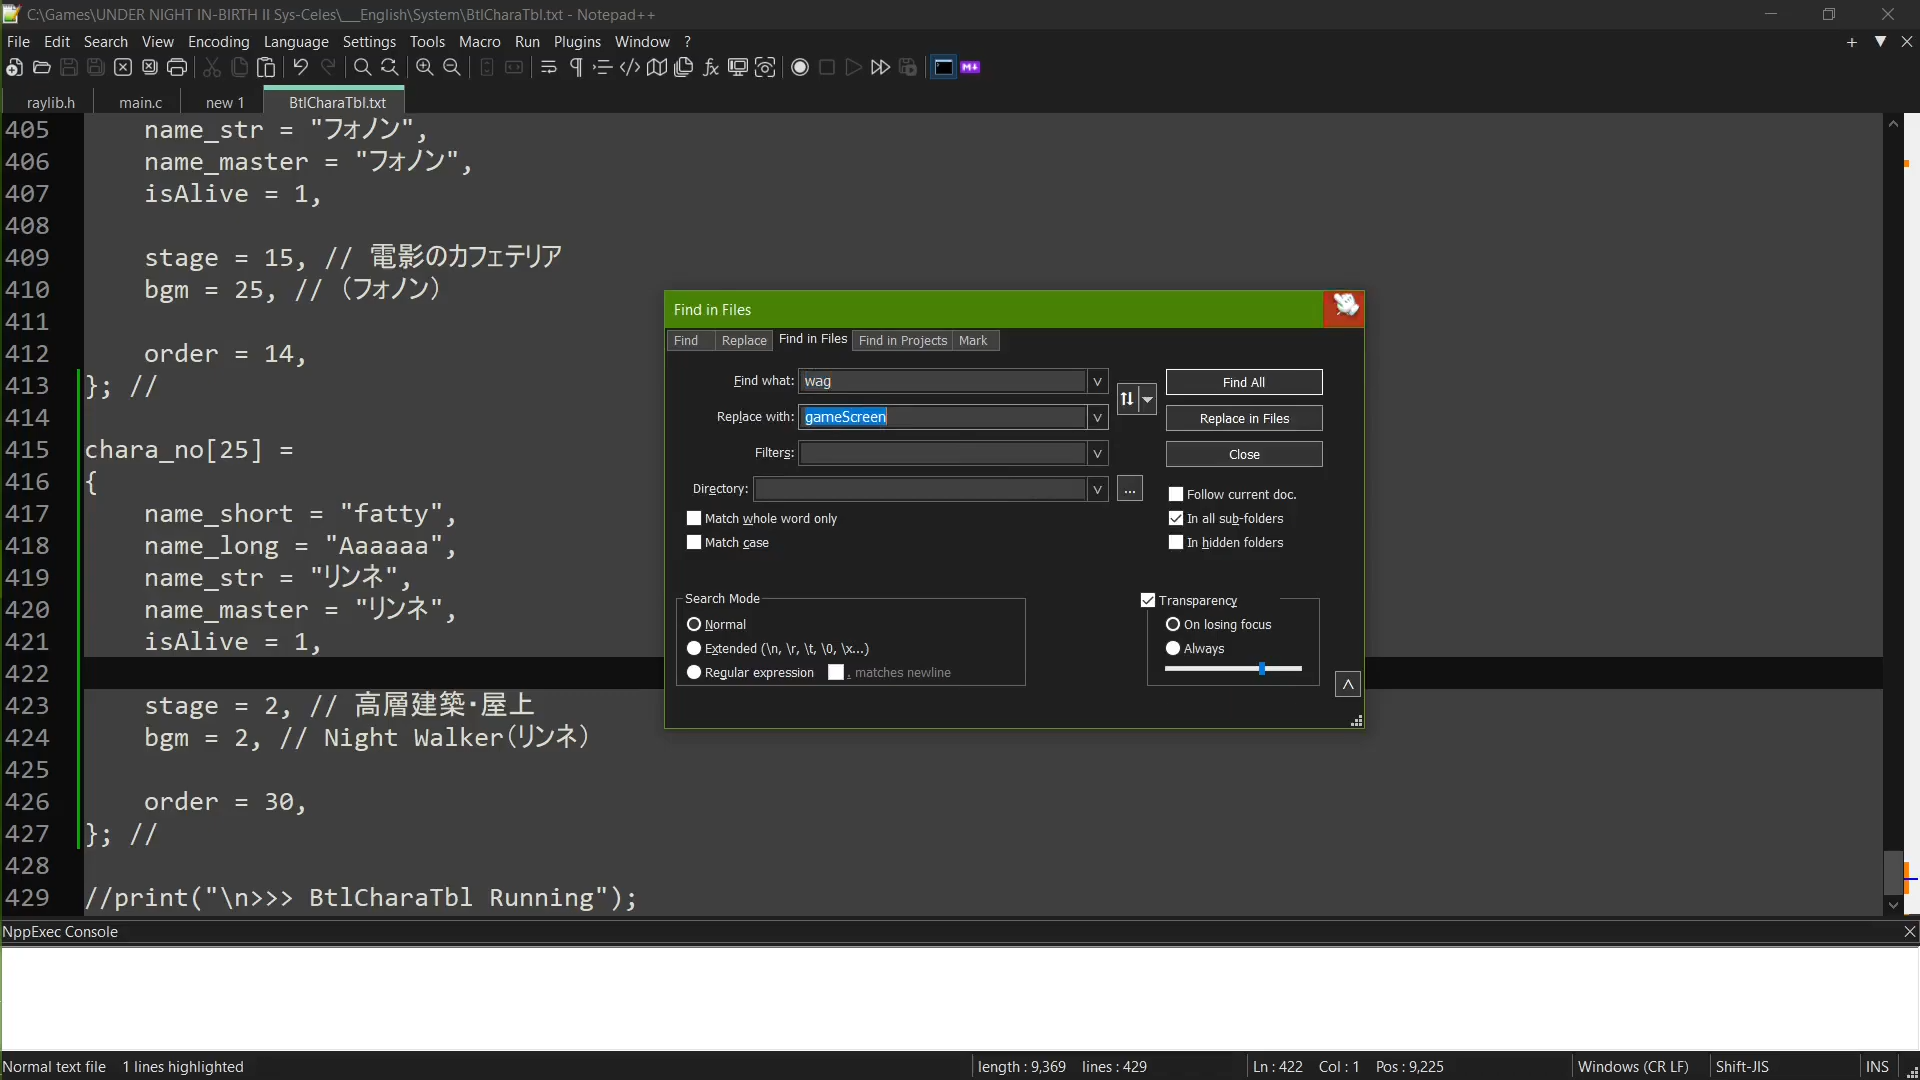 C:\Games\UNDER NIGHT IN-BIRTH II Sys-Celes\___English\System\BtlCharaTbl.txt - Notepad++
File Edit Search View Encoding Language Settings Tools Macro Run Plugins Window ?
raylib.h main.c new 1 BtlCharaTbl.txt
405 name_str = "フォノン",
406 name_master = "フォノン",
407 isAlive = 1,
408
409 stage = 15, // 電影のカフェテリア
410 bgm = 25, // （フォノン）
411
412 order = 14,
413 }; //
414
415 chara_no[25] =
416 {
417 name_short = "fatty",
418 name_long = "Aaaaaa",
419 name_str = "リンネ",
420 name_master = "リンネ",
421 isAlive = 1,
422
423 stage = 2, // 高層建築・屋上
424 bgm = 2, // Night Walker（リンネ）
425
426 order = 30,
427 }; //
428
429 //print("\n>>> BtlCharaTbl Running");
Find in Files
Find Replace Find in Files Find in Projects Mark
Find what: wag Find All
Replace with: gameScreen Replace in Files
Filters: Close
Directory: ...
Follow current doc.
Match whole word only In all sub-folders
Match case In hidden folders
Search Mode Transparency
Normal On losing focus
Extended (\n, \r, \t, \0, \x...) Always
Regular expression . matches newline
NppExec Console
Normal text file 1 lines highlighted length : 9,369 lines : 429 Ln : 422 Col : 1 Pos : 9,225 Windows (CR LF) Shift-JIS INS